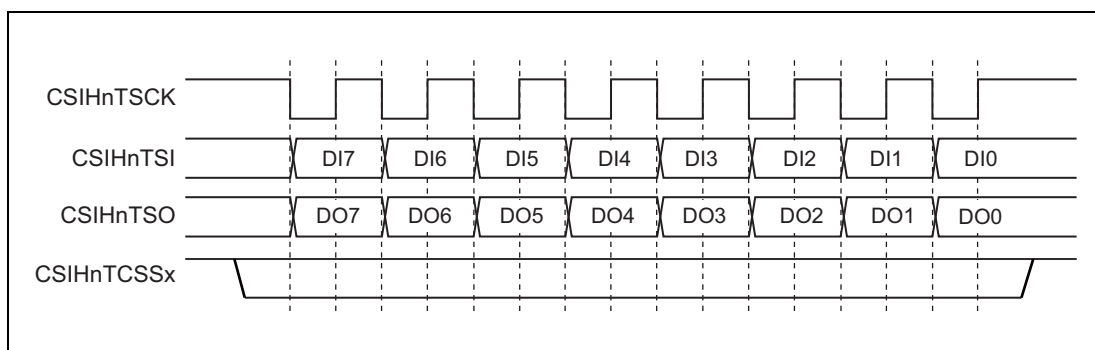 CSIHnTSCK
CSIHnTSI DI7 DI6 DI5 DI4 DI3 DI2 DI1 DI0
CSIHnTSO DO7 DO6 DO5 DO4 DO3 DO2 DO1 DO0
CSIHnTCSSx